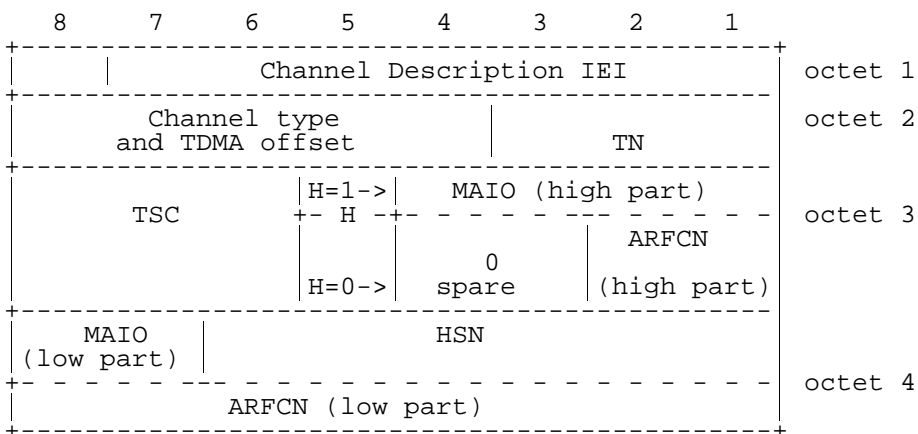 8 7 6 5 4 3 2 1
Channel Description IEI octet 1
Channel type octet 2
and TDMA offset TN
H=1-> MAIO (high part)
TSC H octet 3
ARFCN
0
H=0-> spare (high part)
MAIO HSN
(low part)
octet 4
ARFCN (low part)